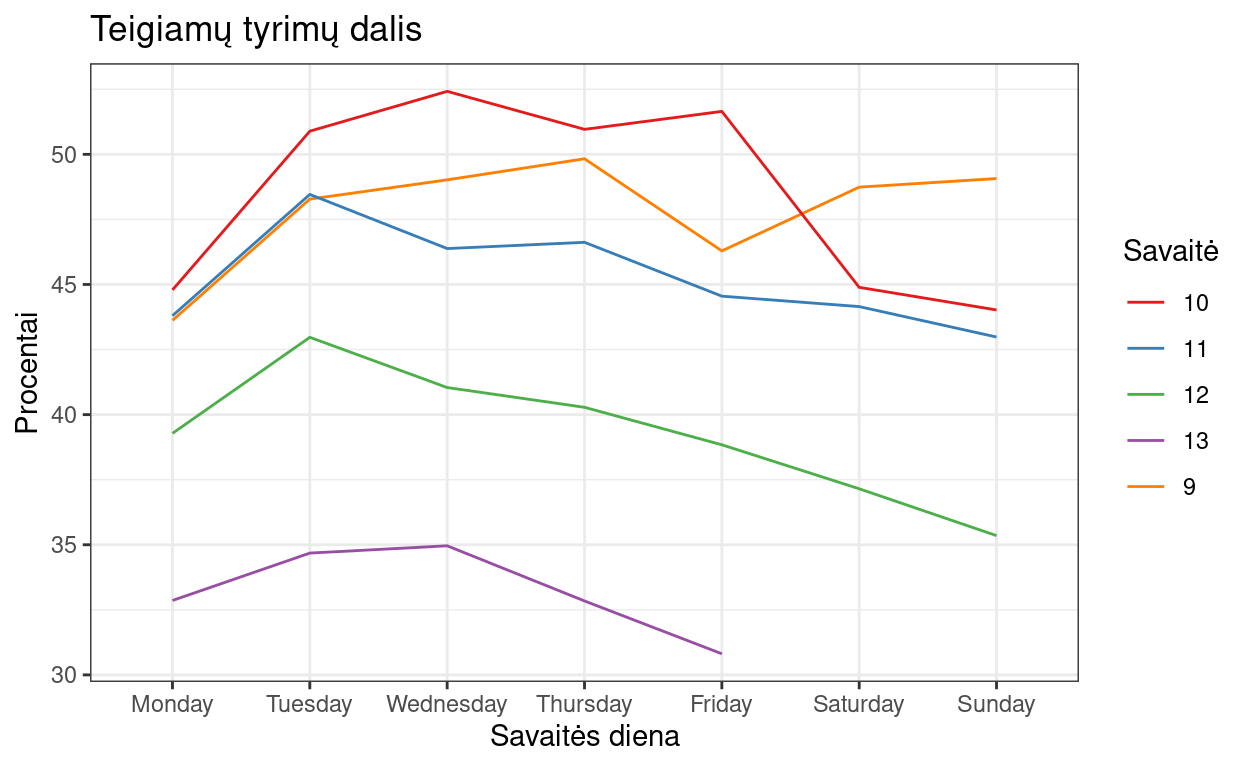 Teigiamų tyrimų dalis
Procentai
50
45
40
35
30
Monday Tuesday Wednesday Thursday Friday Saturday Sunday
Savaitės diena
Savaitė
10
11
12
13
9